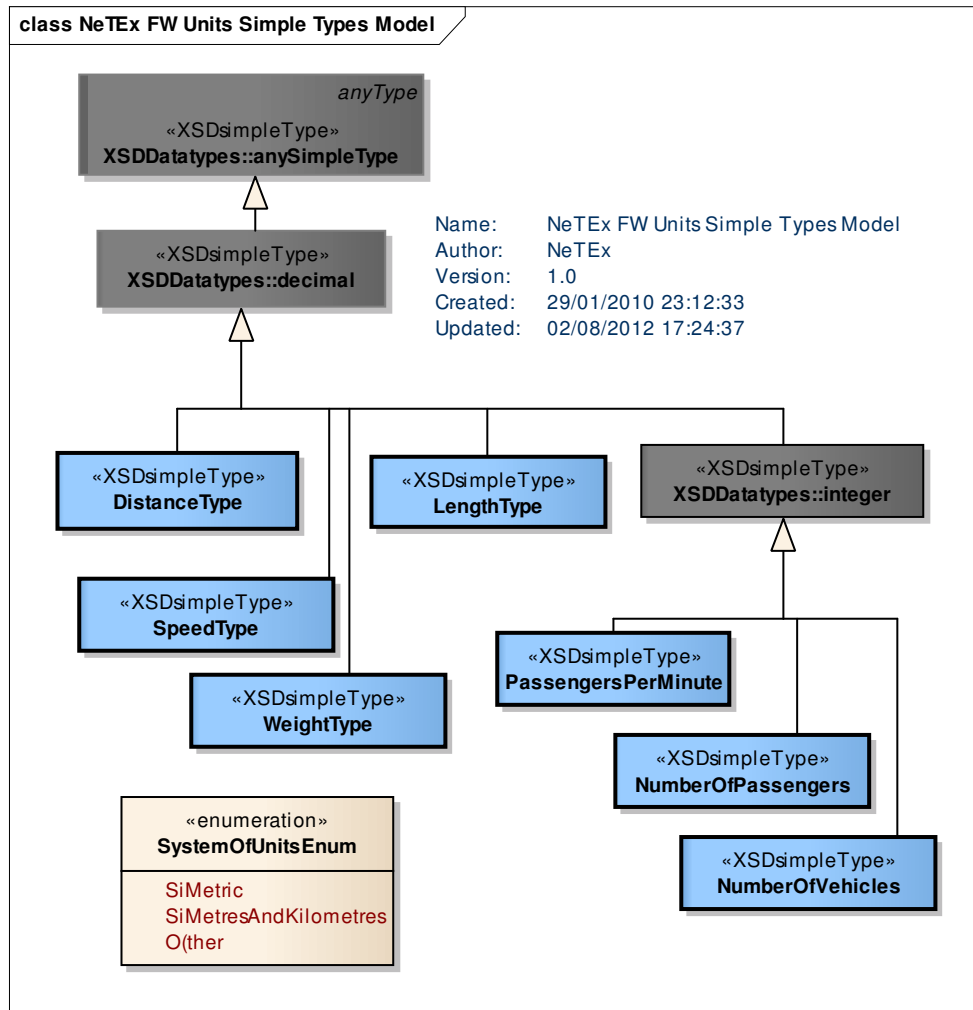 class NeTEx FW Units Simple Types Model
anyType
«XSDsimpleType»
XSDDatatypes::anySimpleType
«XSDsimpleType»
XSDDatatypes::decimal
Name: NeTEx FW Units Simple Types Model
Author: NeTEx
Version: 1.0
Created: 29/01/2010 23:12:33
Updated: 02/08/2012 17:24:37
«XSDsimpleType»
DistanceType
«XSDsimpleType»
LengthType
«XSDsimpleType»
XSDDatatypes::integer
«XSDsimpleType»
SpeedType
«XSDsimpleType»
WeightType
«XSDsimpleType»
PassengersPerMinute
«XSDsimpleType»
NumberOfPassengers
«XSDsimpleType»
NumberOfVehicles
«enumeration»
SystemOfUnitsEnum
SiMetric
SiMetresAndKilometres
O(ther